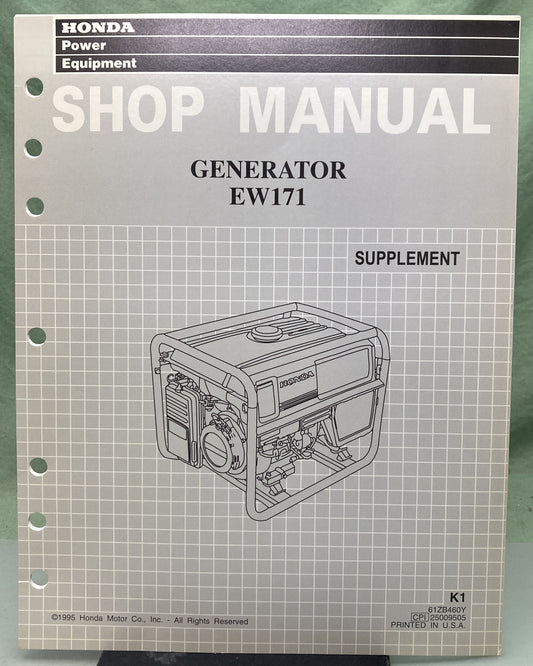 HONDA
Power
Equipment
SHOP MANUAL
GENERATOR
EW171
SUPPLEMENT
HONDA
K1
61ZB460Y
CPI 25009505
PRINTED IN U.S.A.
©1995 Honda Motor Co., Inc. - All Rights Reserved